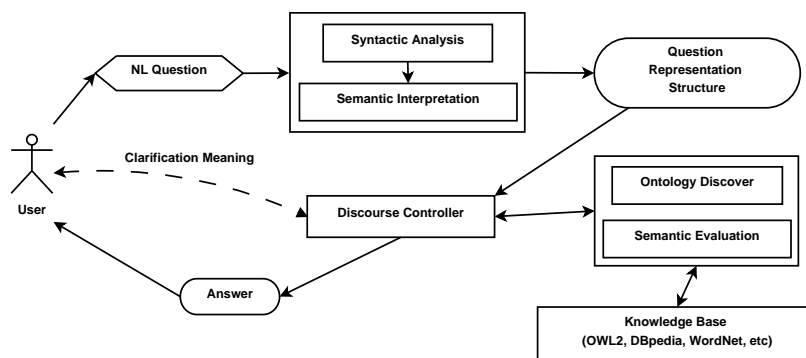 NL Question
Syntactic Analysis
Semantic Interpretation
Question
Representation
Structure
Clarification Meaning
User
Discourse Controller
Ontology Discover
Semantic Evaluation
Answer
Knowledge Base
(OWL2, DBpedia, WordNet, etc)